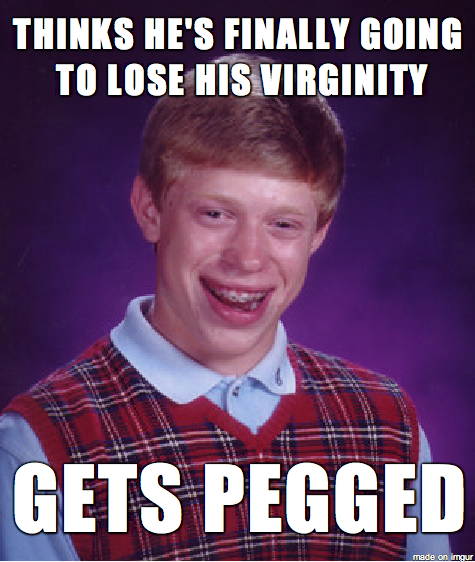 THINKS HE'S FINALLY GOING
TO LOSE HIS VIRGINITY
GETS PEGGED
made on imgur